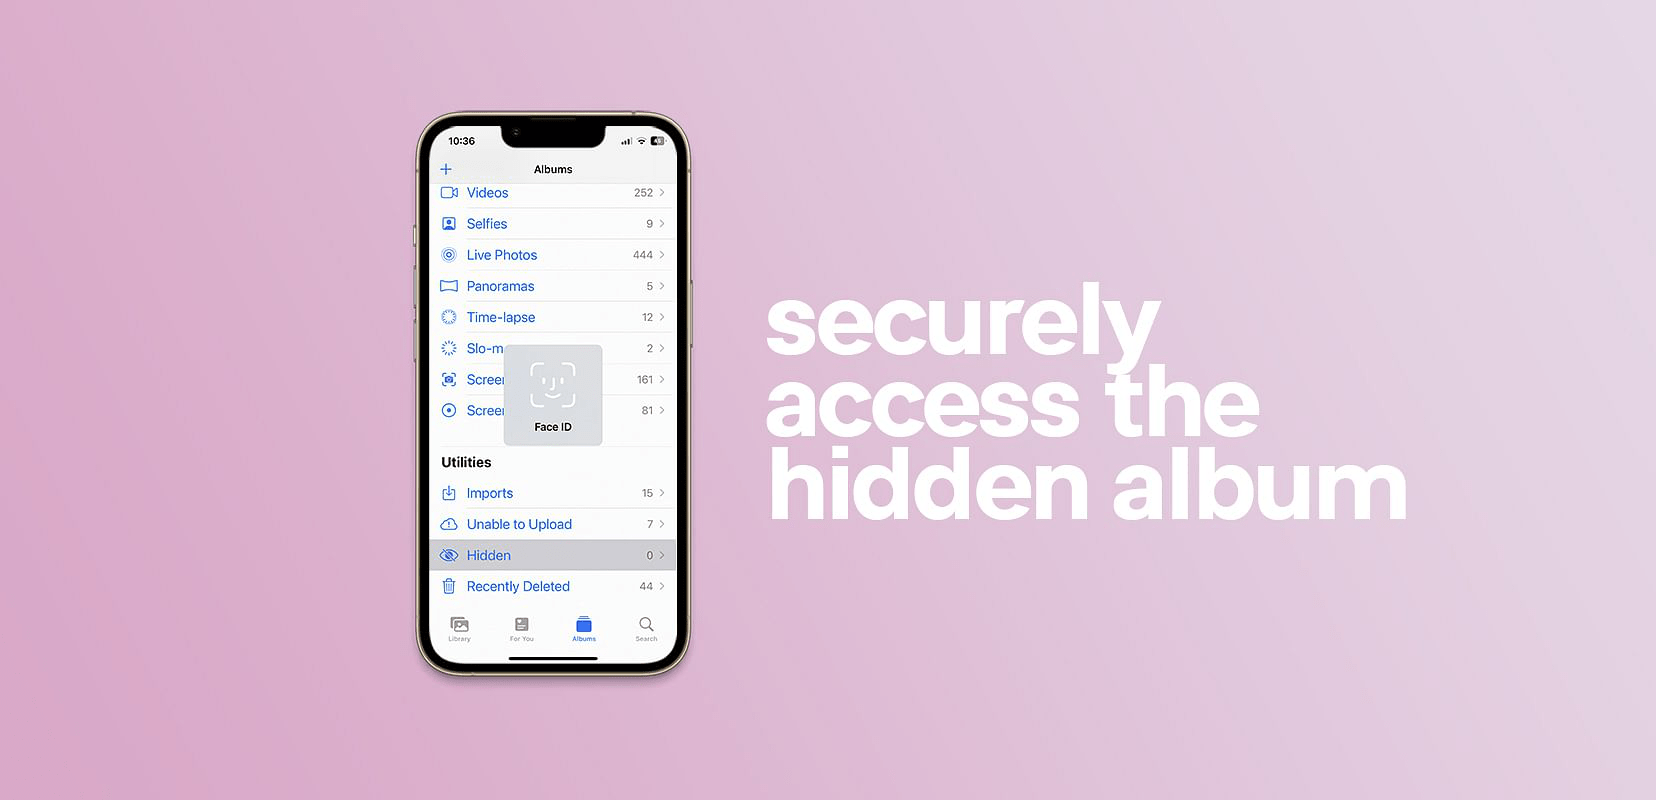 10:36
Albums
Videos 252
Selfies 9
Live Photos 444
Panoramas 5
Time-lapse 12
Slo-m 2
Screen 161
Screen 81
Face ID
Utilities
Imports 15
Unable to Upload 7
Hidden 0
Recently Deleted 44
Library For You Albums Search
securely
access the
hidden album